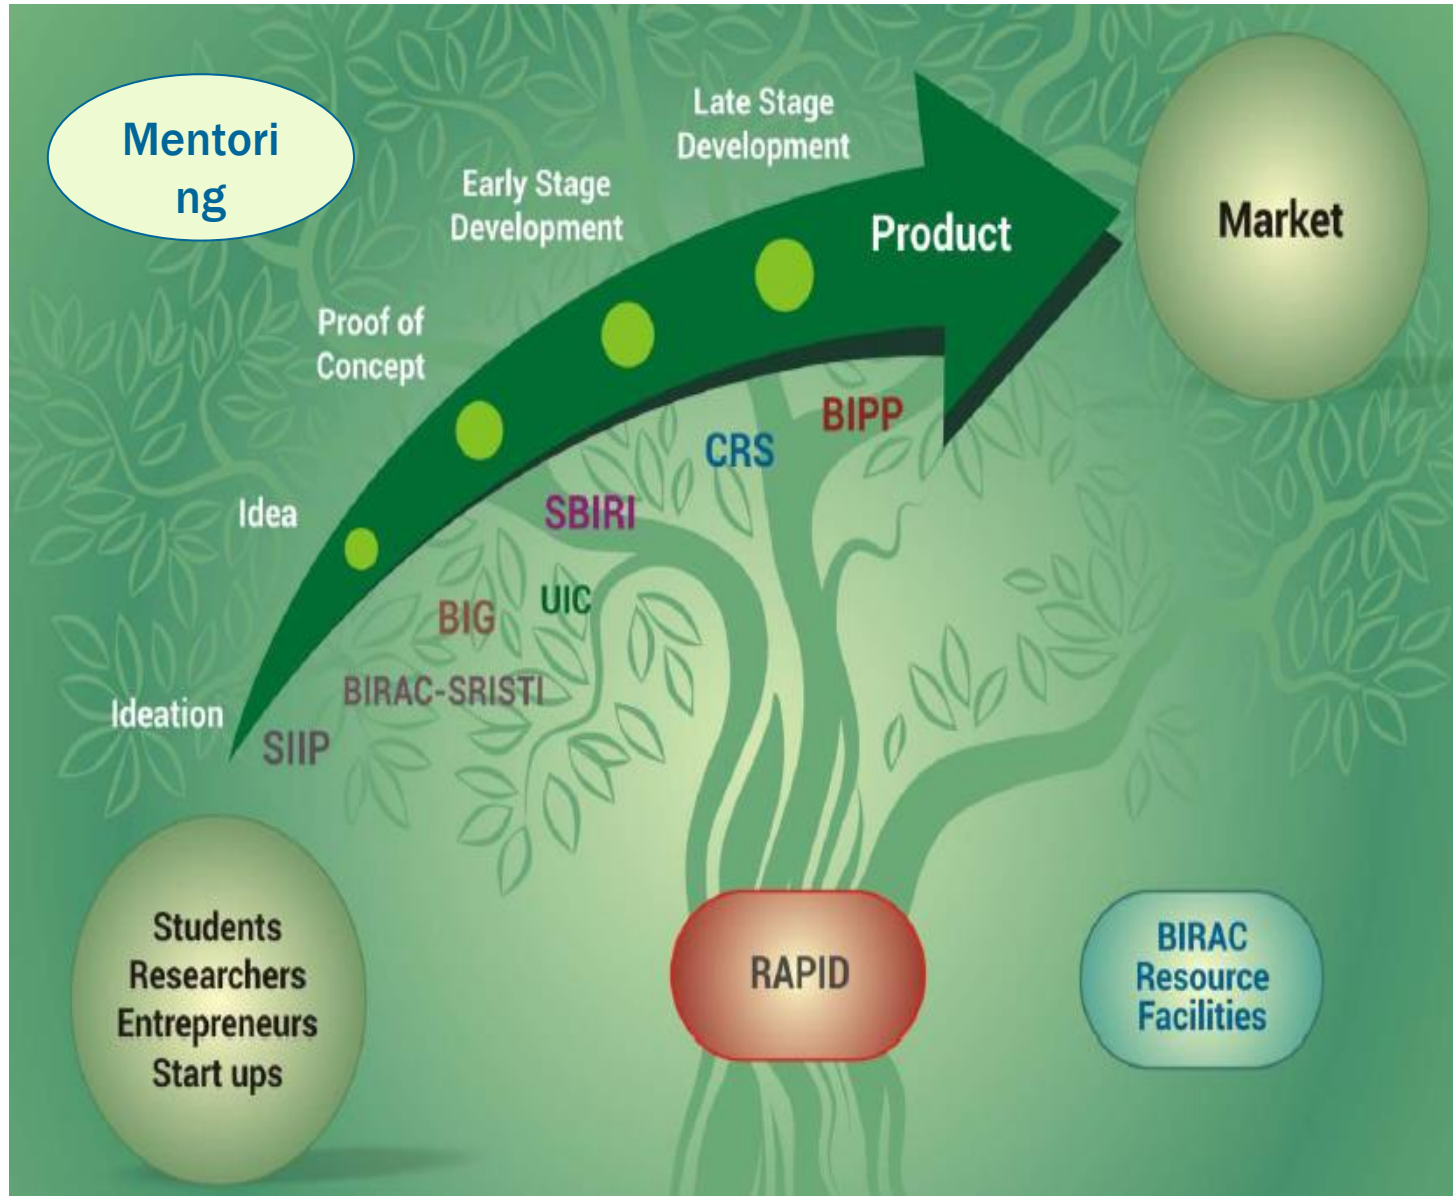 Mentori
ng
Late Stage
Development
Early Stage
Development
Product
Market
Proof of
Concept
BIPP
CRS
Idea
SBIRI
UIC
BIG
BIRAC-SRISTI
Ideation
SIIP
Students
Researchers
Entrepreneurs
Start ups
RAPID
BIRAC
Resource
Facilities